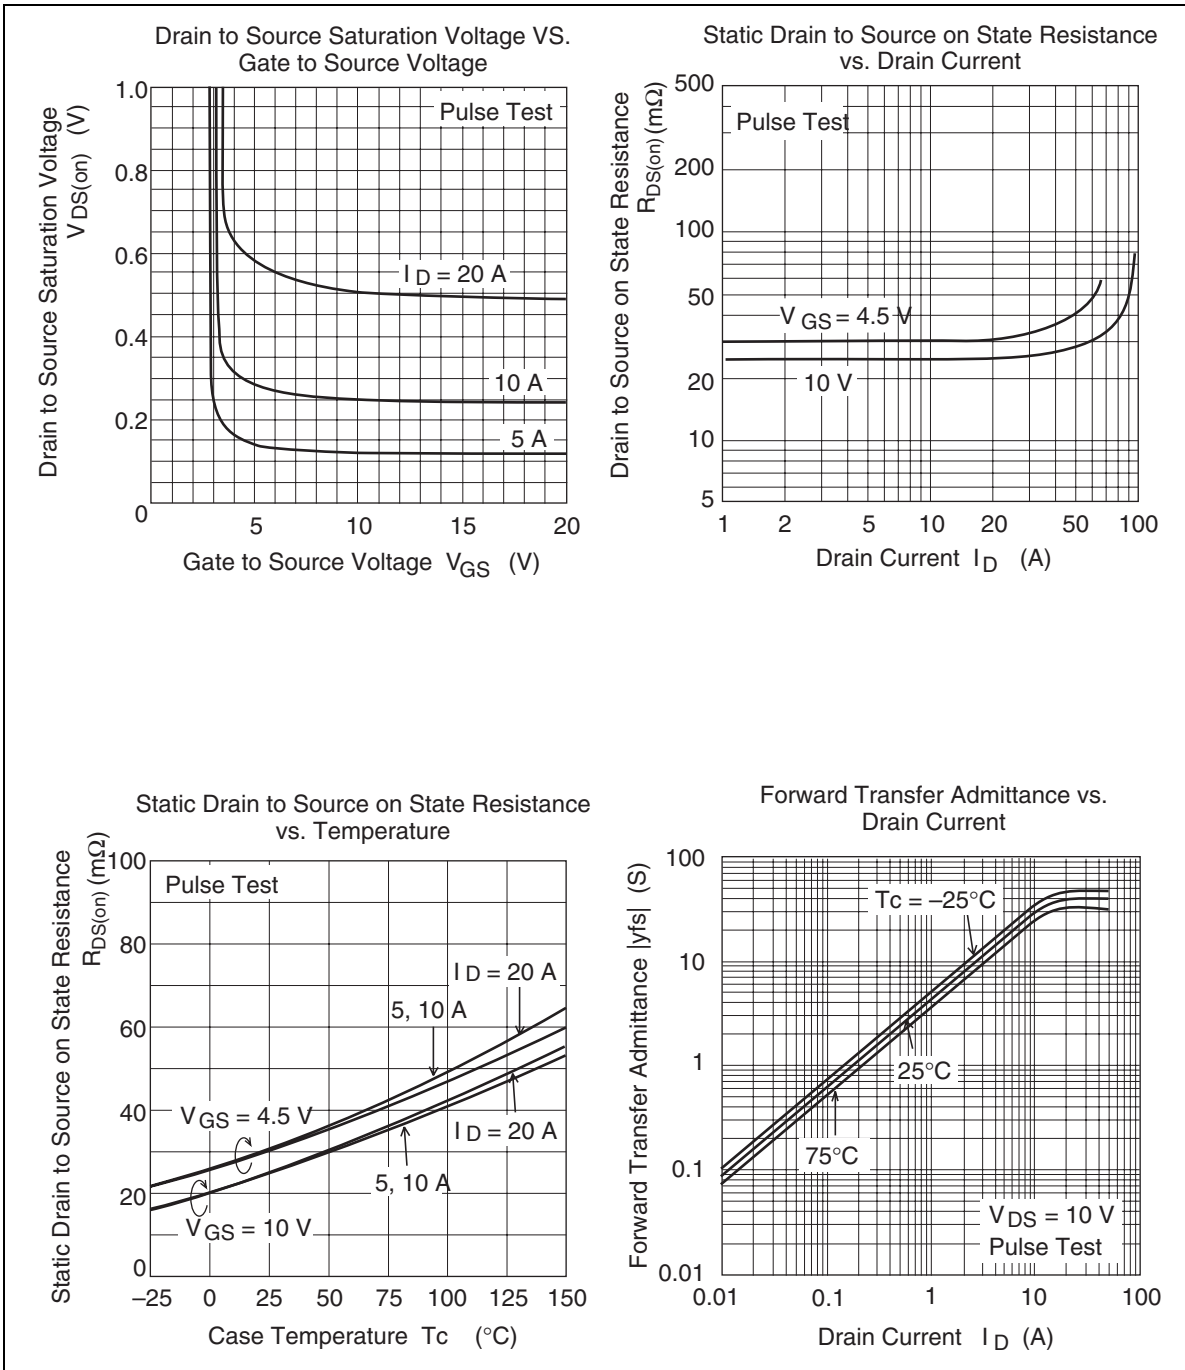 Drain to Source Saturation Voltage VS.
Gate to Source Voltage
Drain to Source Saturation Voltage
V DS(on) (V)
1.0
0.8
0.6
0.4
0.2
0
Pulse Test
I D = 20 A
10 A
5 A
5
10
15
20
Gate to Source Voltage VGS (V)
Static Drain to Source on State Resistance
vs. Drain Current
Drain to Source on State Resistance
R DS(on) (mΩ)
500
200
100
50
20
10
5
Pulse Test
V GS = 4.5 V
10 V
1
2
5
10
20
50
100
Drain Current I D (A)
Static Drain to Source on State Resistance
vs. Temperature
Static Drain to Source on State Resistance
RDS(on) (mΩ)
100
80
60
40
20
0
Pulse Test
I D = 20 A
5, 10 A
VGS = 4.5 V
I D = 20 A
5, 10 A
VGS = 10 V
–25
0
25
50
75
100
125
150
Case Temperature Tc (°C)
Forward Transfer Admittance vs.
Drain Current
Forward Transfer Admittance |yfs| (S)
100
10
1
0.1
0.01
Tc = –25°C
25°C
75°C
VDS = 10 V
Pulse Test
0.01
0.1
1
10
100
Drain Current I D (A)